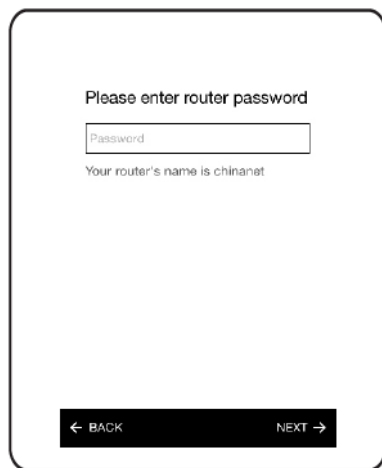 Please enter router password
Password
Your router's name is chinanet
← BACK
NEXT →